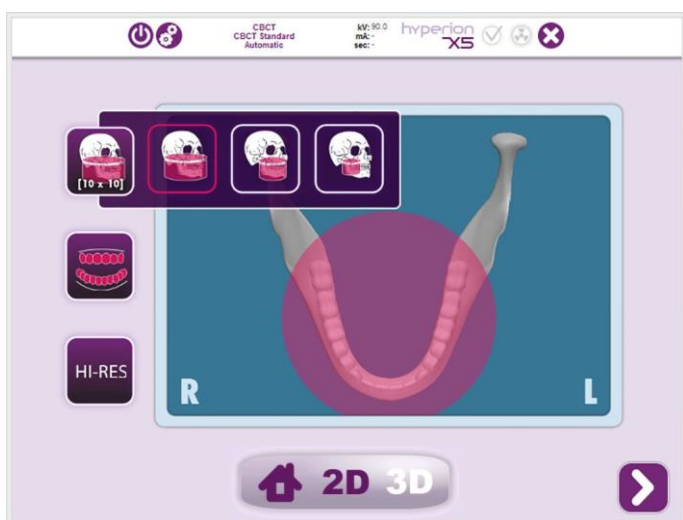 CBCT
CBCT Standard
Automatic
kV: 90.0
mA: -
sec: -
hyperion
X5
[10 x 10]
HI-RES
R
L
2D 3D